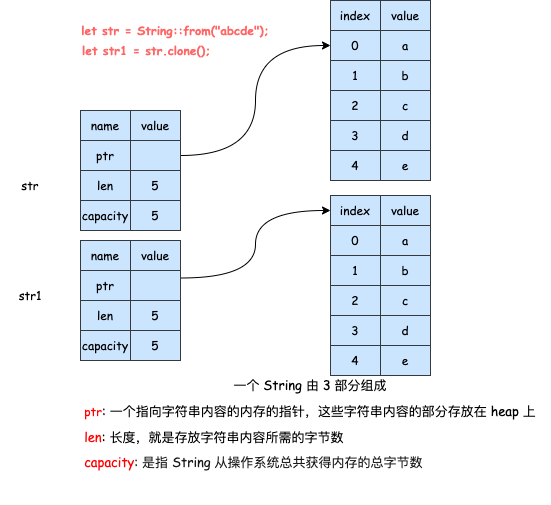 let str = String::from("abcde");
let str1 = str.clone();
index value
0 a
1 b
2 c
3 d
4 e
name value
ptr
len 5
capacity 5
str
index value
0 a
1 b
2 c
3 d
4 e
name value
ptr
len 5
capacity 5
str1
一个 String 由 3 部分组成
ptr: 一个指向字符串内容的内存的指针，这些字符串内容的部分存放在 heap 上
len: 长度，就是存放字符串内容所需的字节数
capacity: 是指 String 从操作系统总共获得内存的总字节数